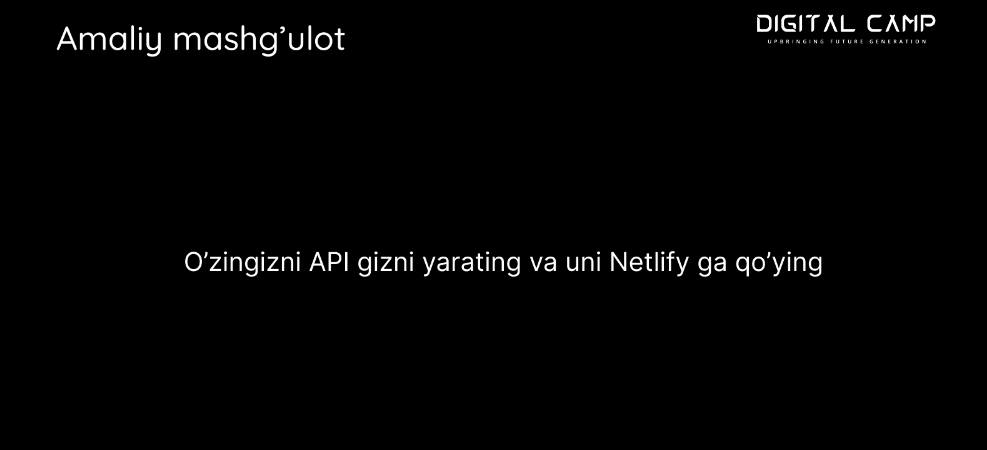 Amaliy mashg’ulot
DIGITAL CAMP
UPBRINGING FUTURE GENERATION
O’zingizni API gizni yarating va uni Netlify ga qo’ying